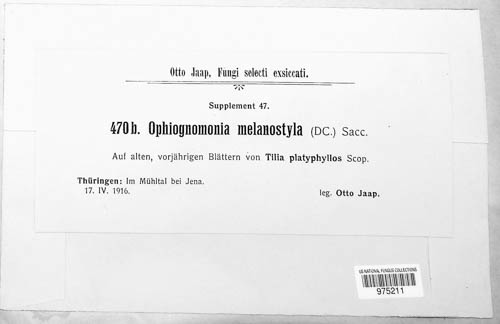 Otto Jaap, Fungi selecti exsiccati.
Supplement 47.
470 b. Ophiognomonia melanostyla (DC.) Sacc.
Auf alten, vorjährigen Blättern von Tilia platyphyllos Scop.
Thüringen: Im Mühltal bei Jena.
17. IV. 1916.
leg. Otto Jaap.
US NATIONAL FUNGUS COLLECTIONS
975211